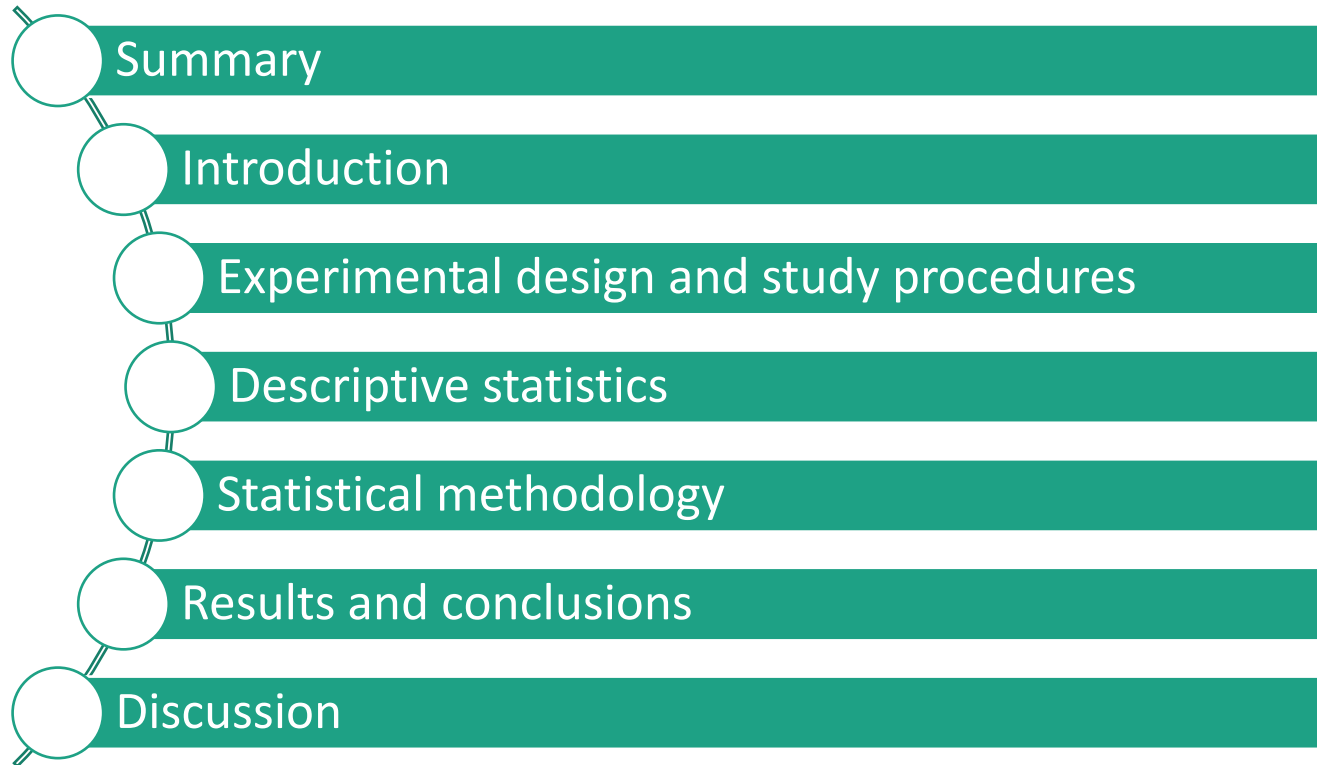 Summary
Introduction
Experimental design and study procedures
Descriptive statistics
Statistical methodology
Results and conclusions
Discussion